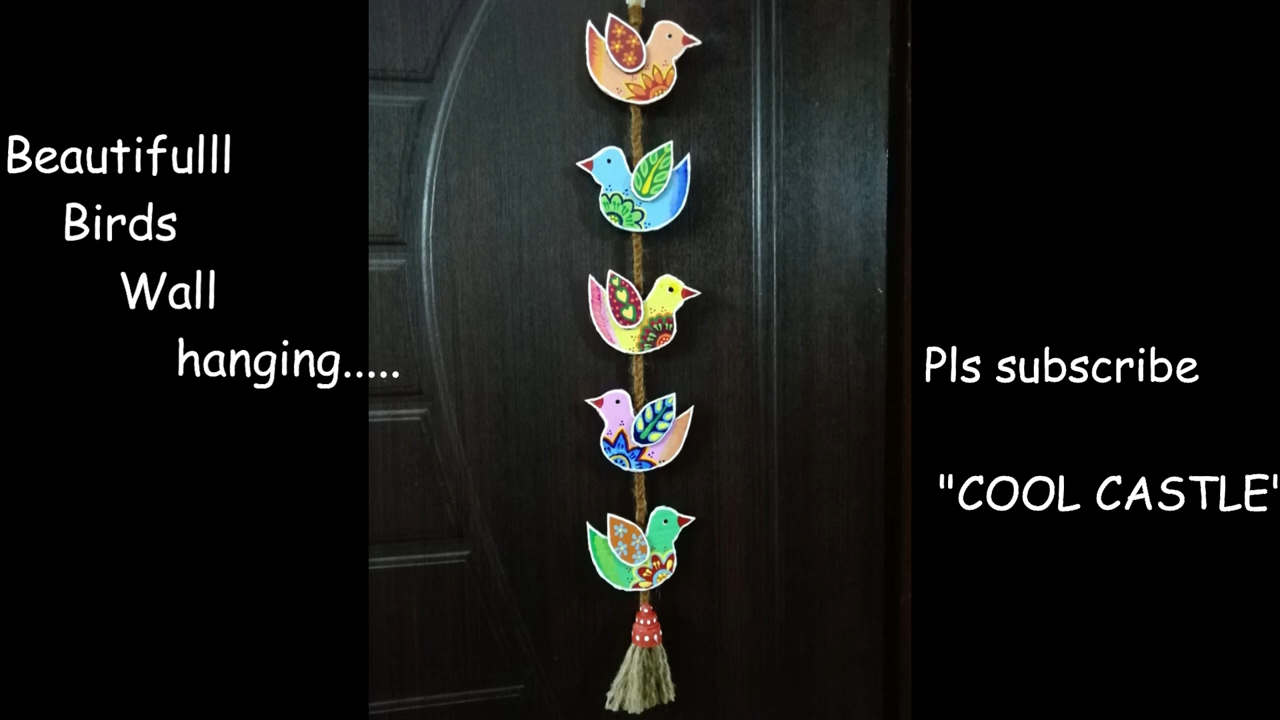 Beautifulll
Birds
Wall
hanging.....
Pls subscribe
"COOL CASTLE"